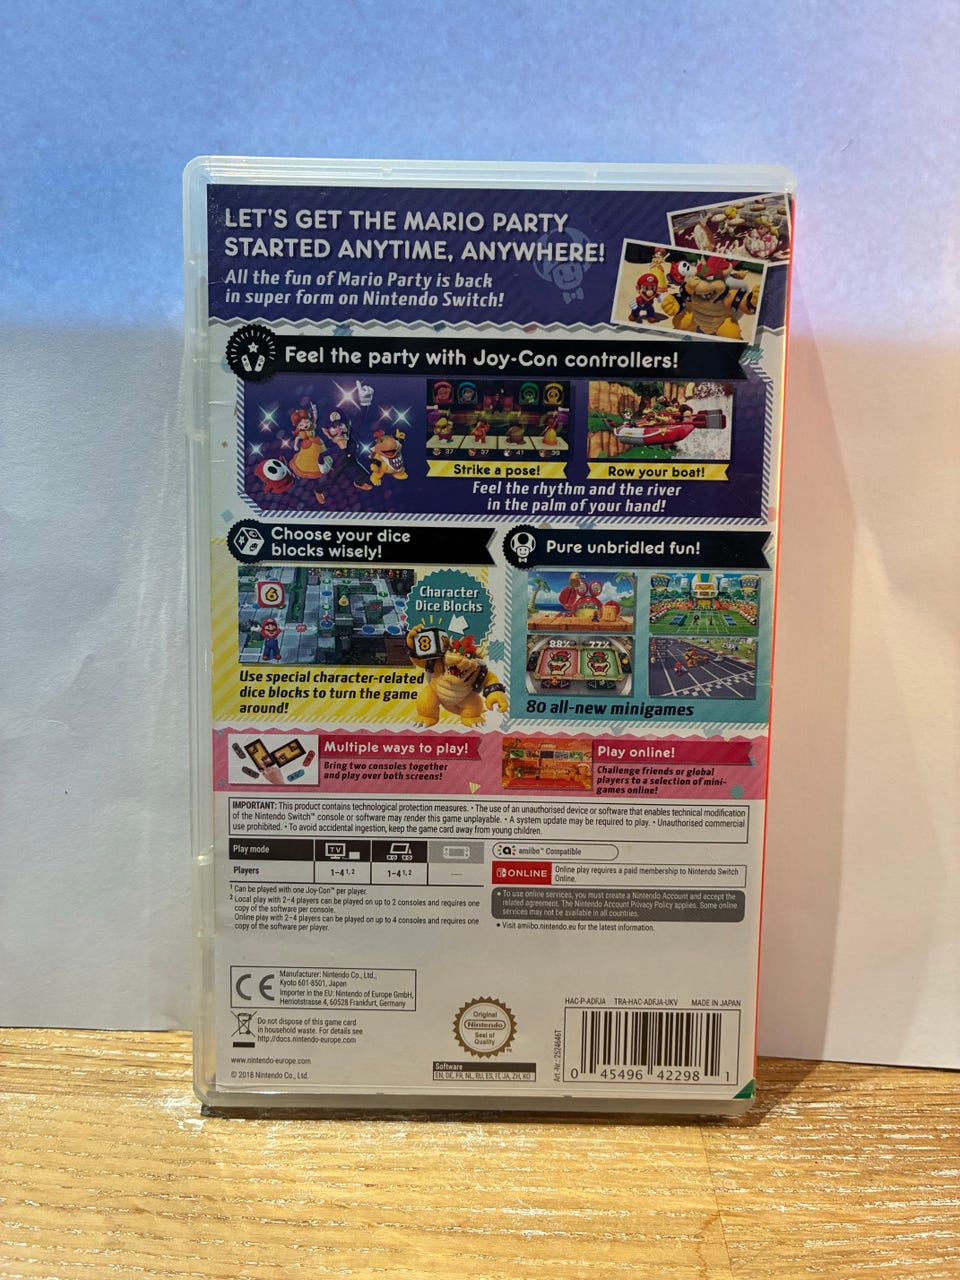 LET'S GET THE MARIO PARTY
STARTED ANYTIME, ANYWHERE!
All the fun of Mario Party is back
in super form on Nintendo Switch!
Feel the party with Joy-Con controllers!
37
37
41
39
Strike a pose!
Row your boat!
Feel the rhythm and the river
in the palm of your hand!
Choose your dice
blocks wisely!
6
Character
Dice Blocks
8
Use special character-related
dice blocks to turn the game
around!
Pure unbridled fun!
88%
77%
80 all-new minigames
Multiple ways to play!
Bring two consoles together
and play over both screens!
Play online!
Challenge friends or global
players to a selection of mini-
games online!
IMPORTANT: This product contains technological protection measures. • The use of an unauthorised device or software that enables technical modification
of the Nintendo Switch™ console or software may render this game unplayable. • A system update may be required to play. • Unauthorised commercial
use prohibited. • To avoid accidental ingestion, keep the game card away from young children.
Play mode
TV
Players
1-4 1, 2
1-4 1, 2
—
1 Can be played with one Joy-Con™ per player.
2 Local play with 2–4 players can be played on up to 2 consoles and requires one
copy of the software per console.
Online play with 2–4 players can be played on up to 4 consoles and requires one
copy of the software per player.
amiibo™ Compatible
ONLINE
Online play requires a paid membership to Nintendo Switch
Online.
• To use online services, you must create a Nintendo Account and accept the
related agreement. The Nintendo Account Privacy Policy applies. Some online
services may not be available in all countries.
• Visit amiibo.nintendo.eu for the latest information.
CE
Manufacturer: Nintendo Co., Ltd.,
Kyoto 601-8501, Japan
Importer in the EU: Nintendo of Europe GmbH,
Herriotstrasse 4, 60528 Frankfurt, Germany
Do not dispose of this game card
in household waste. For details see
http://docs.nintendo-europe.com
www.nintendo-europe.com
© 2018 Nintendo Co., Ltd.
Original
Nintendo
Seal of
Quality
TM
Software
EN, DE, FR, NL, RU, ES, IT, JA, ZH, KO
HAC-P-ADFJA TRA-HAC-ADFJA-UKV MADE IN JAPAN
Art.-Nr.: 2524646T
0 45496 42298 1